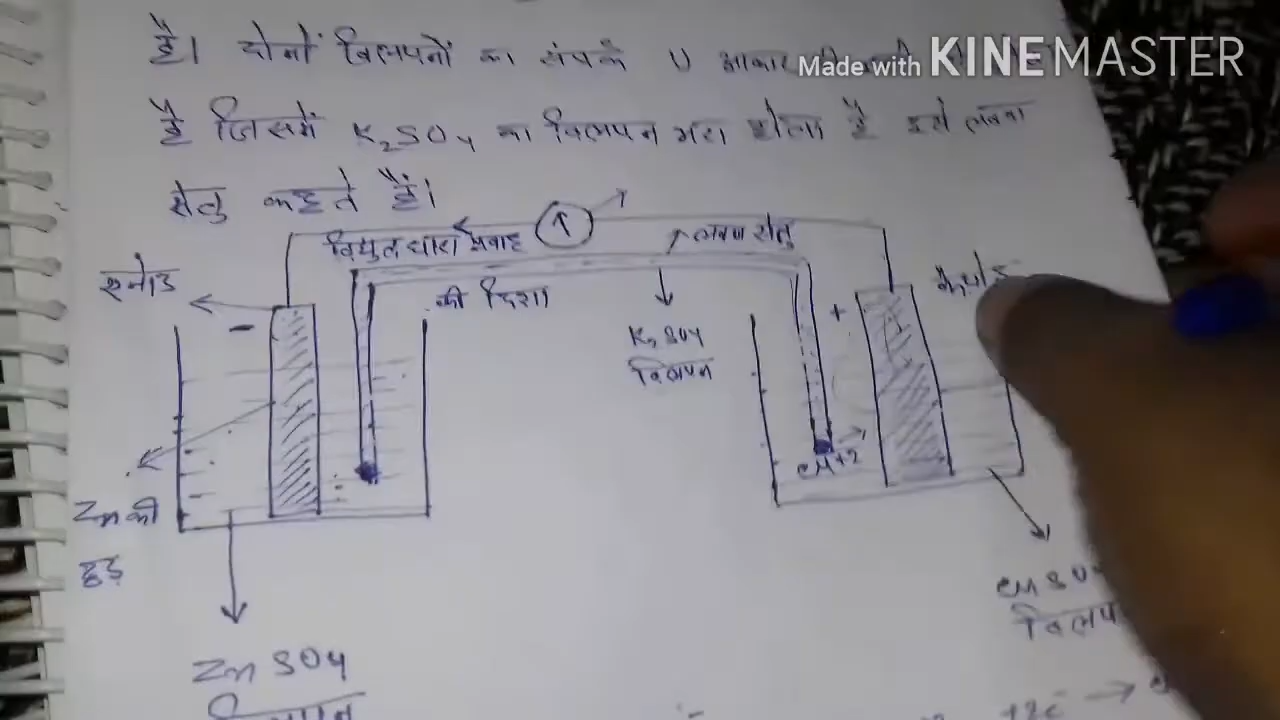 है। दोनों विलयनों का संपर्क U आकार
Made with KINEMASTER
है जिसमें K₂SO₄ का विलयन भरा होता है इसे लवण
सेतु कहते हैं।
विद्युत धारा प्रवाह
लवण सेतु
एनोड
कैथोड
की दिशा
-
+
K₂SO₄
विलयन
Cu+2
Zn की
छड़
CuSO₄
ZnSO₄
विलयन
+2e⁻ →